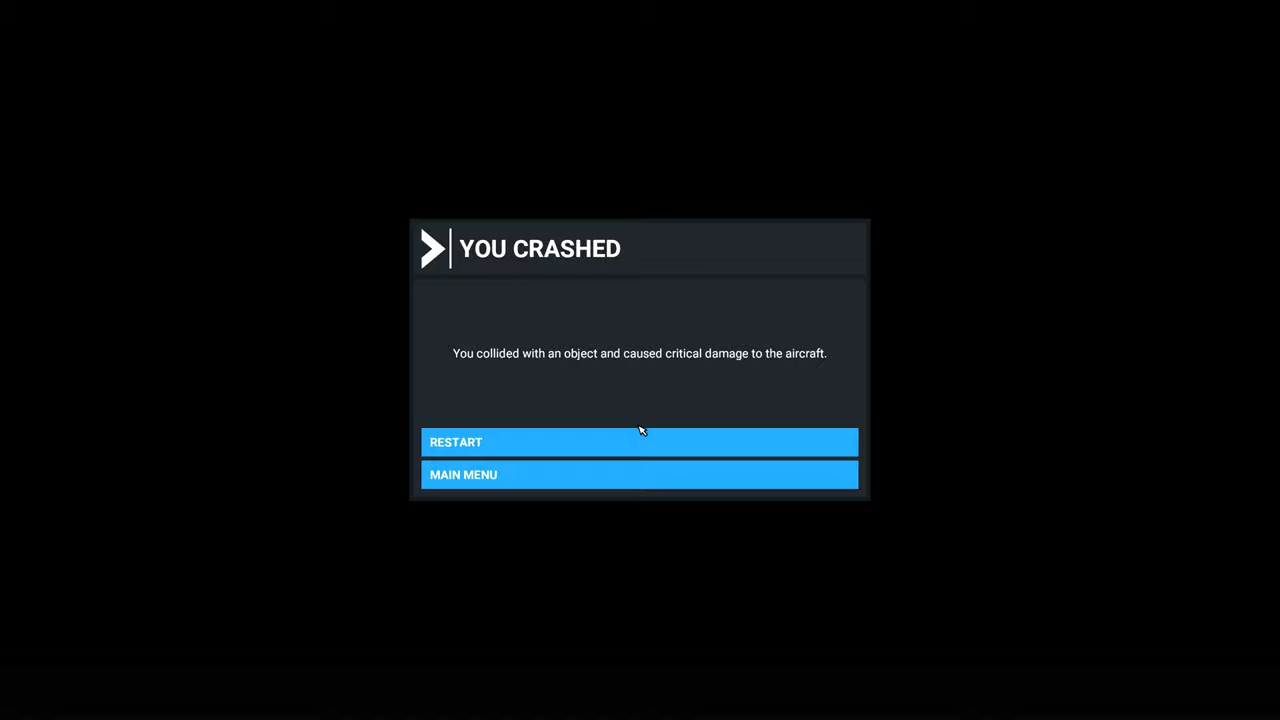 YOU CRASHED
You collided with an object and caused critical damage to the aircraft.
RESTART
MAIN MENU